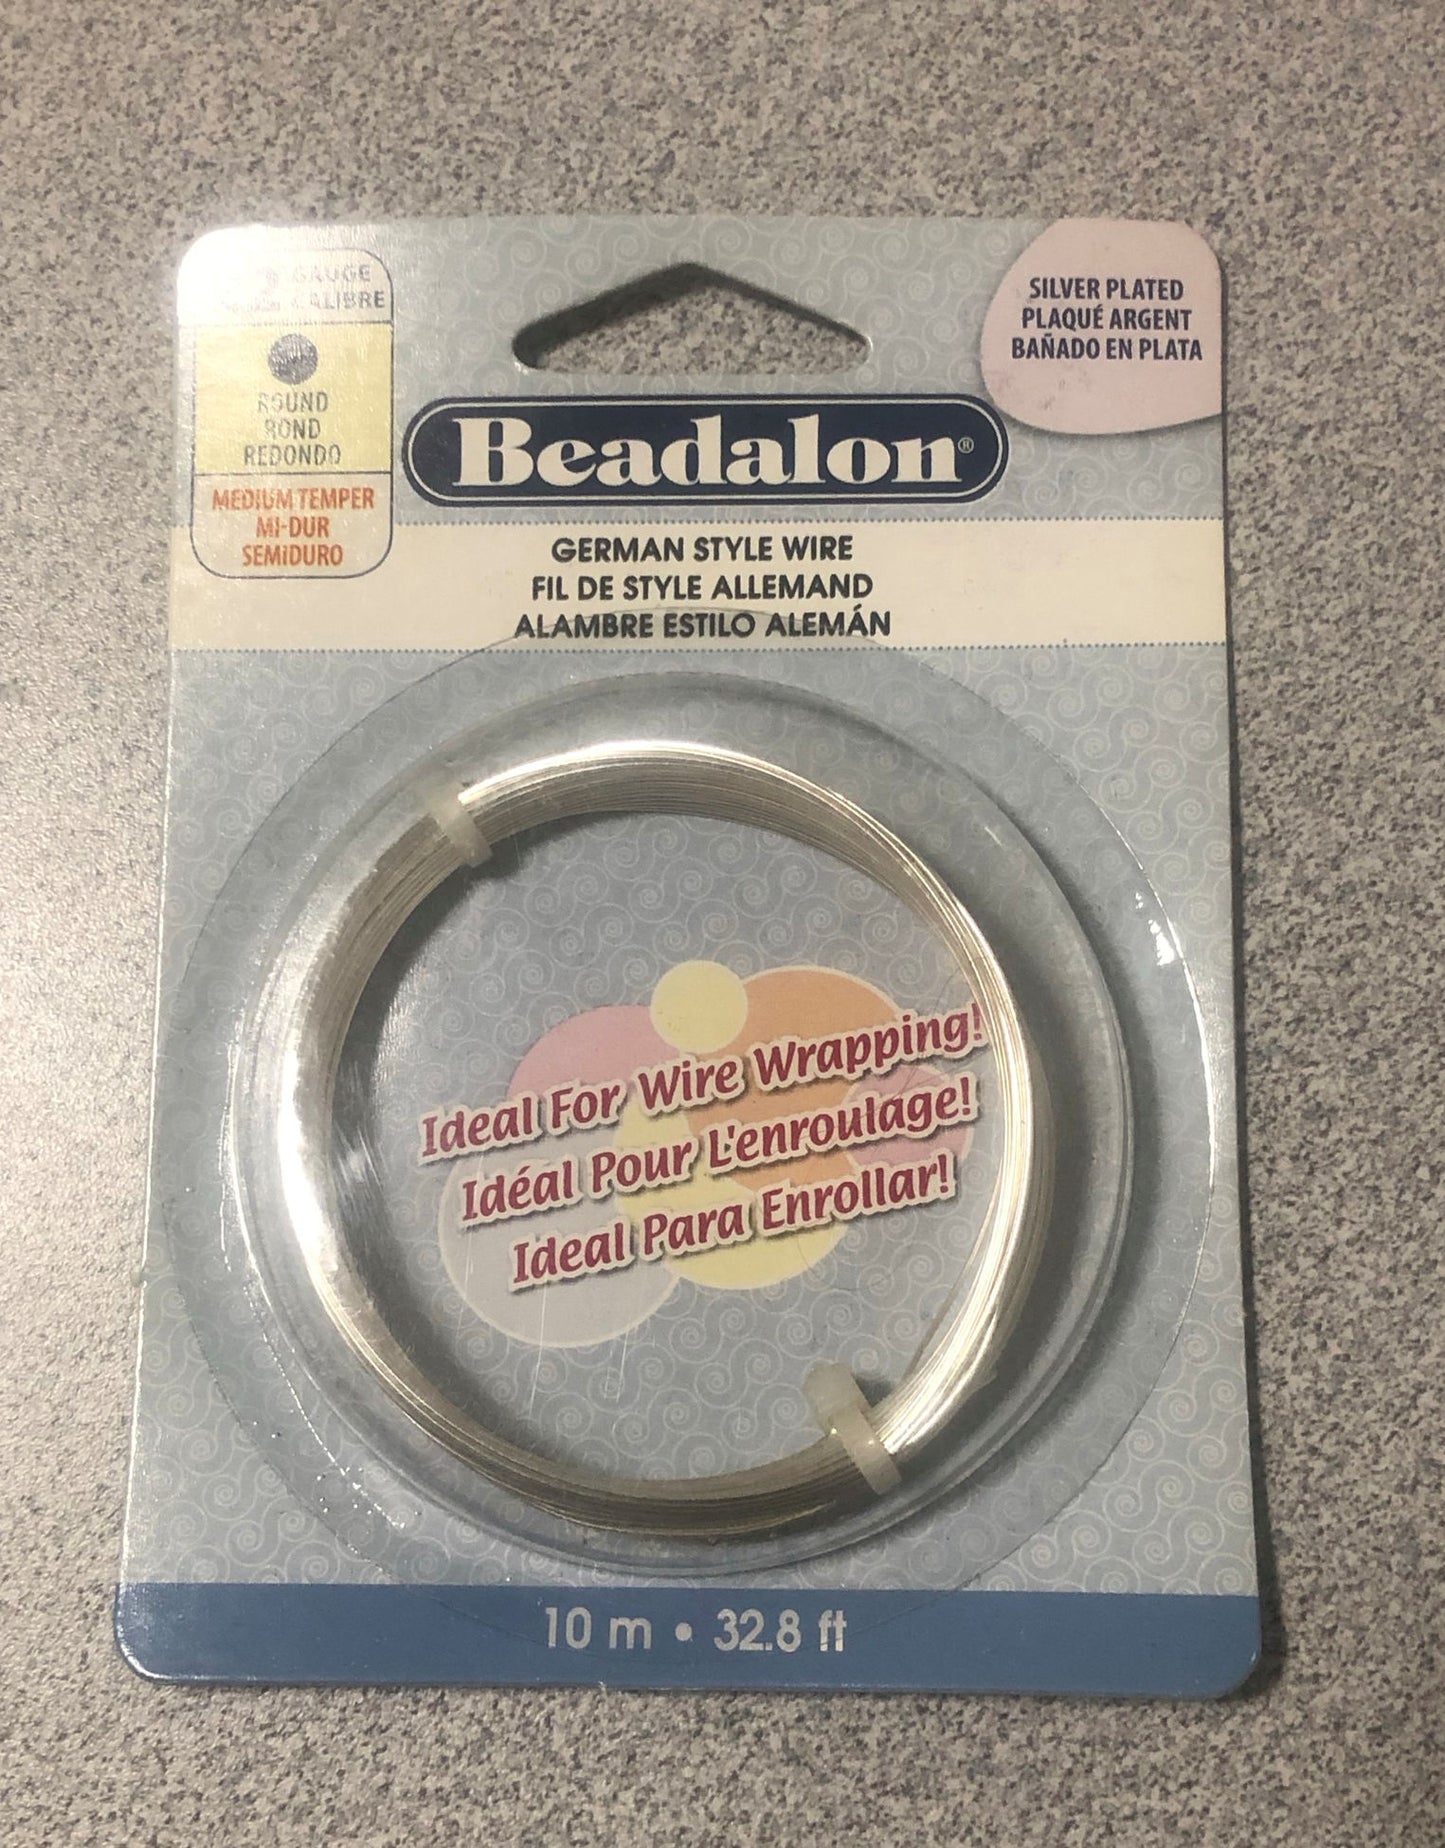 GAUGE
CALIBRE
ROUND
ROND
REDONDO
MEDIUM TEMPER
MI-DUR
SEMIDURO
SILVER PLATED
PLAQUÉ ARGENT
BAÑADO EN PLATA
Beadalon®
GERMAN STYLE WIRE
FIL DE STYLE ALLEMAND
ALAMBRE ESTILO ALEMÁN
Ideal For Wire Wrapping!
Idéal Pour L'enroulage!
Ideal Para Enrollar!
10 m • 32.8 ft